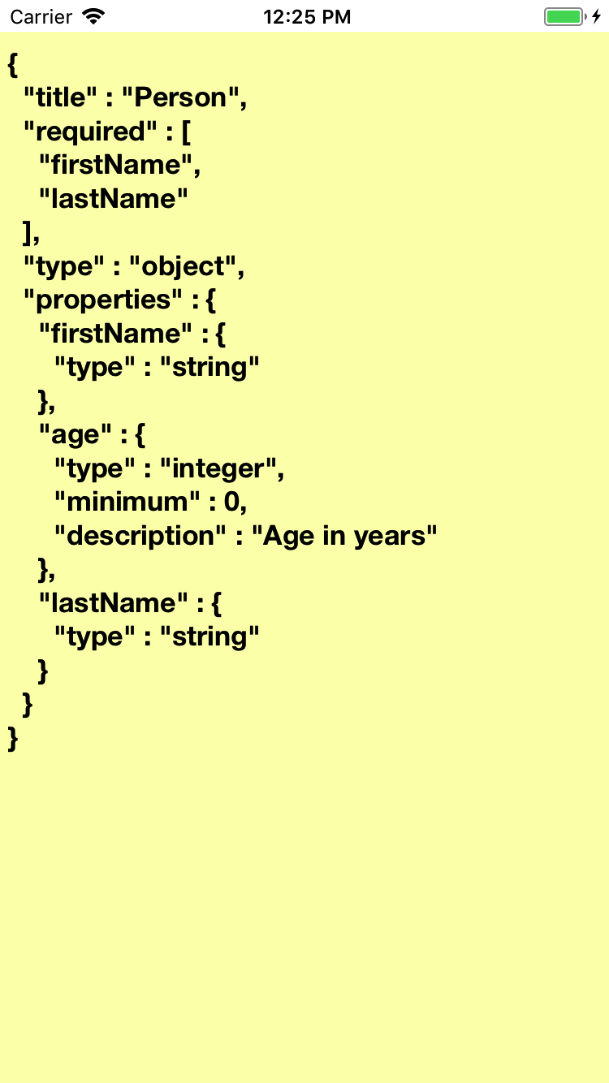 Carrier 12:25 PM
{
  "title" : "Person",
  "required" : [
    "firstName",
    "lastName"
  ],
  "type" : "object",
  "properties" : {
    "firstName" : {
      "type" : "string"
    },
    "age" : {
      "type" : "integer",
      "minimum" : 0,
      "description" : "Age in years"
    },
    "lastName" : {
      "type" : "string"
    }
  }
}